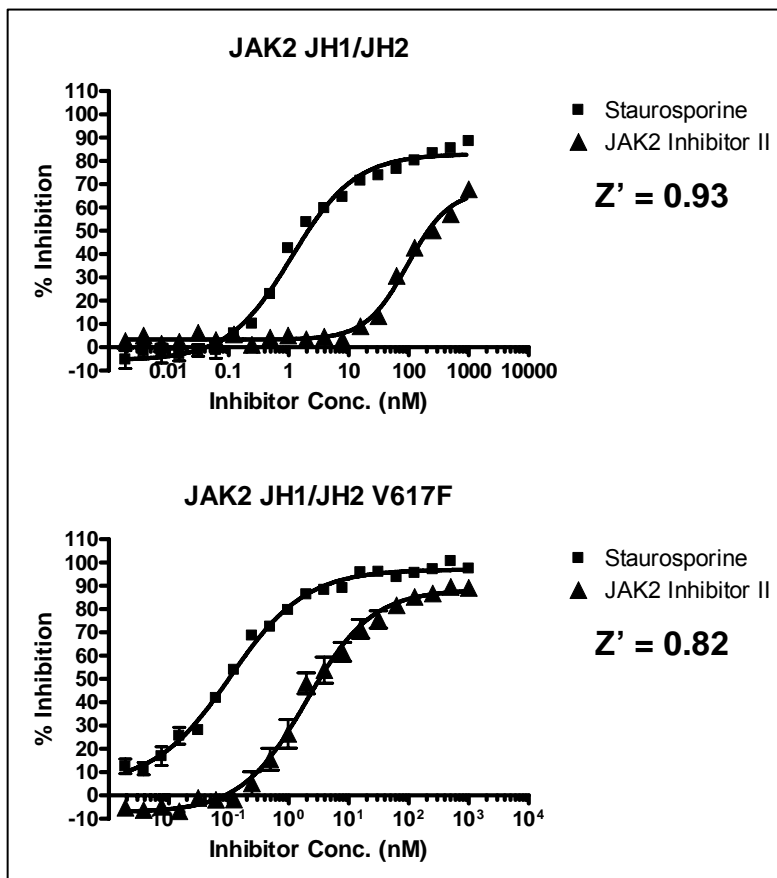 JAK2 JH1/JH2
110
100
90
80
70
60
50
40
30
20
10
0
-10
% Inhibition
0.01 0.1 1 10 100 1000 10000
Inhibitor Conc. (nM)
Staurosporine
JAK2 Inhibitor II
Z’ = 0.93
JAK2 JH1/JH2 V617F
110
100
90
80
70
60
50
40
30
20
10
0
-10
% Inhibition
10⁻¹ 10⁰ 10¹ 10² 10³ 10⁴
Inhibitor Conc. (nM)
Staurosporine
JAK2 Inhibitor II
Z’ = 0.82